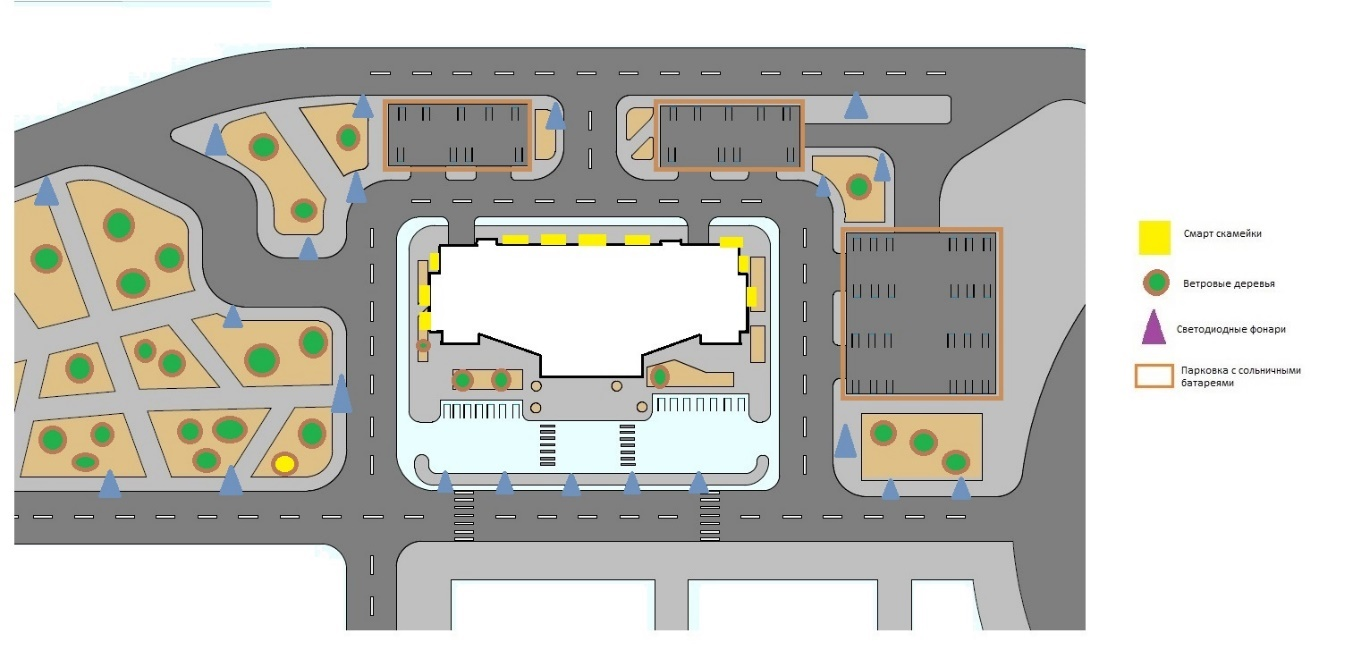 Смарт скамейки
Ветровые деревья
Светодиодные фонари
Парковка с сольничными
батареями